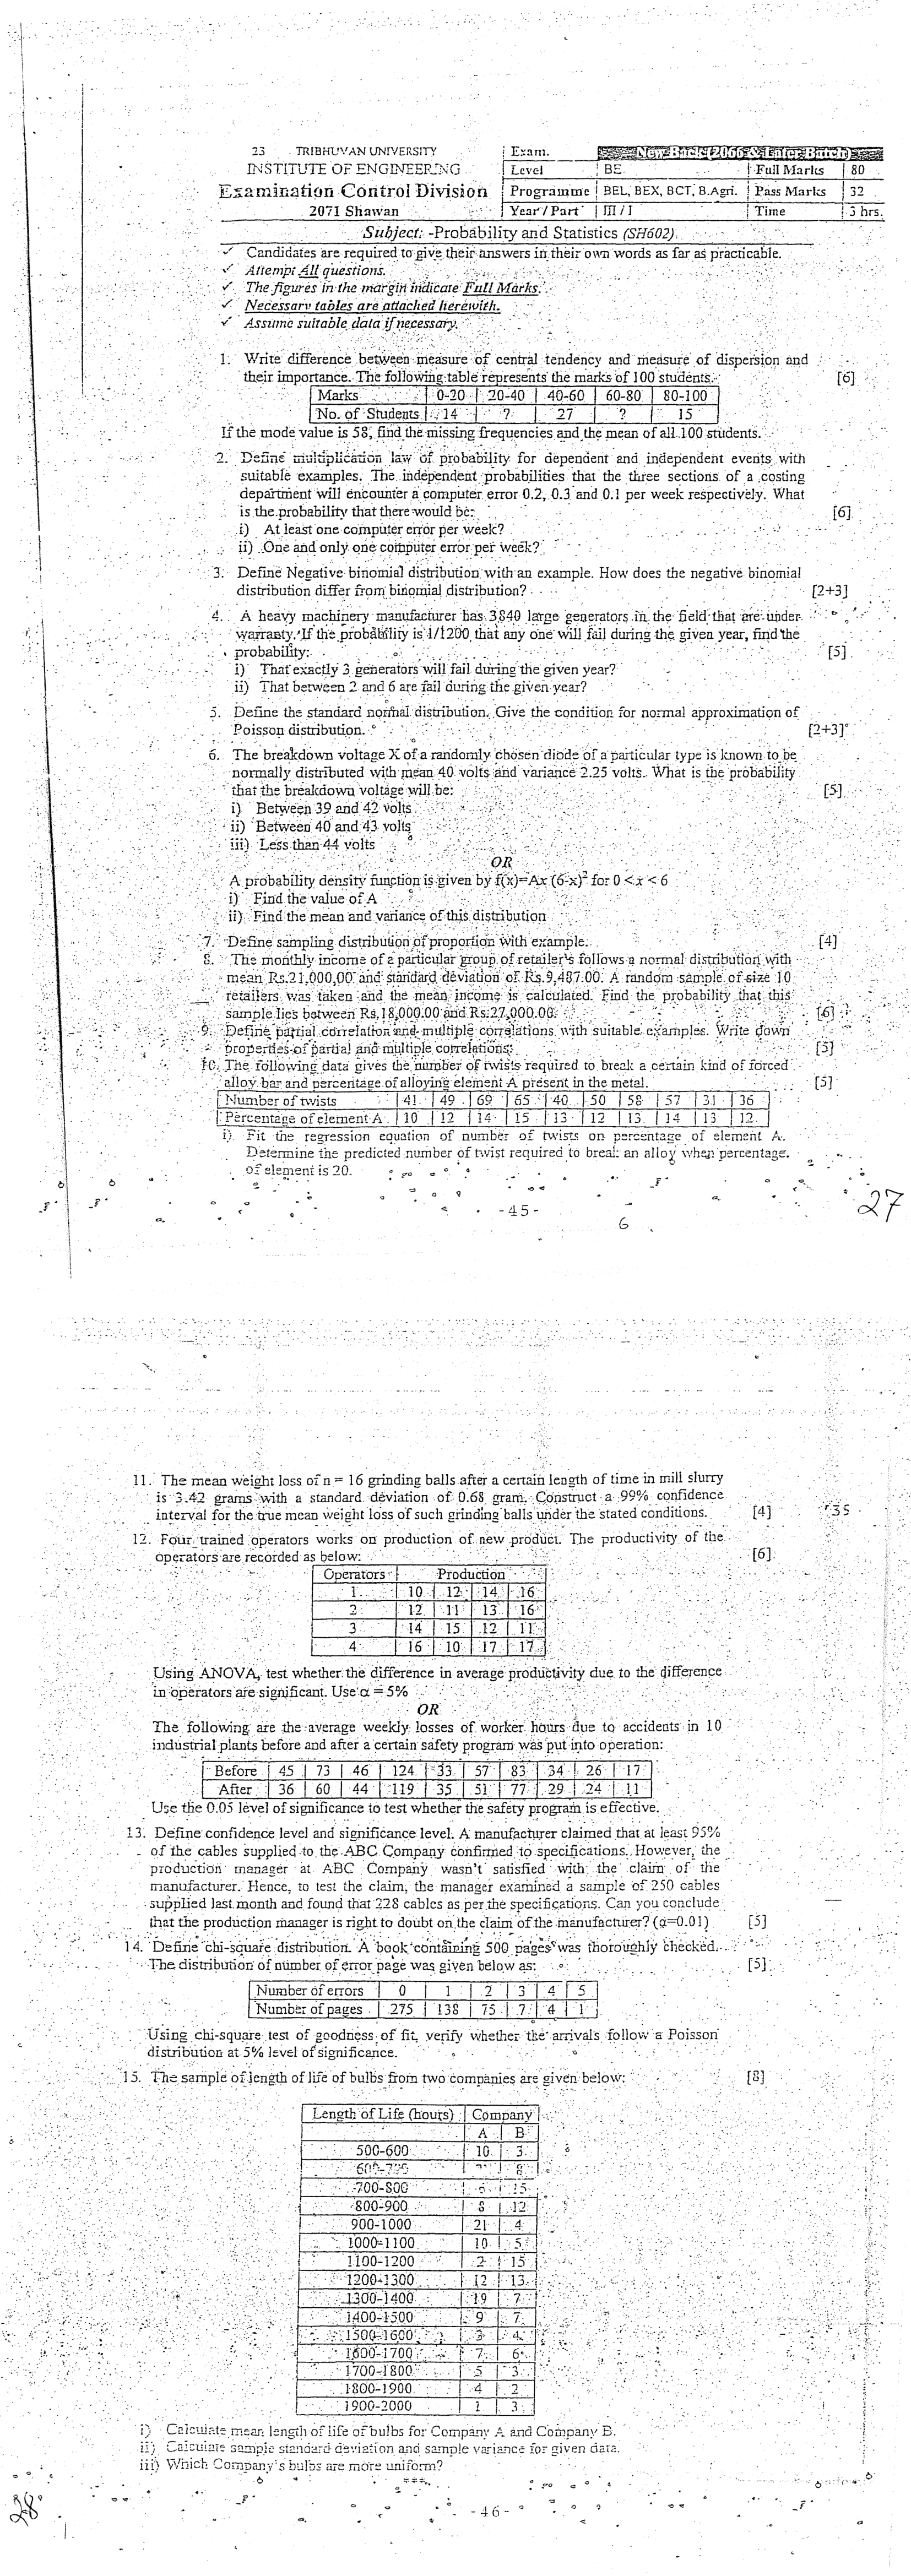 23 TRIBHUVAN UNIVERSITY
INSTITUTE OF ENGINEERING
Examination Control Division
2071 Shawan
Exam. New Back (2066 & Later Batch)
Level BE Full Marks 80
Programme BEL, BEX, BCT, B.Agri. Pass Marks 32
Year / Part III / I Time 3 hrs.
Subject: -Probability and Statistics (SH602)
✓ Candidates are required to give their answers in their own words as far as practicable.
✓ Attempt All questions.
✓ The figures in the margin indicate Full Marks.
✓ Necessary tables are attached herewith.
✓ Assume suitable data if necessary.
1. Write difference between measure of central tendency and measure of dispersion and
their importance. The following table represents the marks of 100 students. [6]
Marks 0-20 20-40 40-60 60-80 80-100
No. of Students 14 ? 27 ? 15
If the mode value is 58, find the missing frequencies and the mean of all 100 students.
2. Define multiplication law of probability for dependent and independent events with
suitable examples. The independent probabilities that the three sections of a costing
department will encounter a computer error 0.2, 0.3 and 0.1 per week respectively. What
is the probability that there would be: [6]
i) At least one computer error per week?
ii) One and only one computer error per week?
3. Define Negative binomial distribution with an example. How does the negative binomial
distribution differ from binomial distribution? [2+3]
4. A heavy machinery manufacturer has 3,840 large generators in the field that are under
warranty. If the probability is 1/1200 that any one will fail during the given year, find the
probability: [5]
i) That exactly 3 generators will fail during the given year?
ii) That between 2 and 6 are fail during the given year?
5. Define the standard normal distribution. Give the condition for normal approximation of
Poisson distribution. [2+3]
6. The breakdown voltage X of a randomly chosen diode of a particular type is known to be
normally distributed with mean 40 volts and variance 2.25 volts. What is the probability
that the breakdown voltage will be: [5]
i) Between 39 and 42 volts
ii) Between 40 and 43 volts
iii) Less than 44 volts
OR
A probability density function is given by f(x)=Ax (6-x)² for 0 < x < 6
i) Find the value of A
ii) Find the mean and variance of this distribution
7. Define sampling distribution of proportion with example. [4]
8. The monthly income of a particular group of retailer's follows a normal distribution with
mean Rs.21,000,00 and standard deviation of Rs.9,487.00. A random sample of size 10
retailers was taken and the mean income is calculated. Find the probability that this
sample lies between Rs.18,000.00 and Rs.27,000.00. [6]
9. Define partial correlation and multiple correlations with suitable examples. Write down
properties of partial and multiple correlations. [5]
10. The following data gives the number of twists required to break a certain kind of forced
alloy bar and percentage of alloying element A present in the metal. [5]
Number of twists 41 49 69 65 40 50 58 57 31 36
Percentage of element A 10 12 14 15 13 12 13 14 13 12
i) Fit the regression equation of number of twists on percentage of element A.
Determine the predicted number of twist required to break an alloy when percentage
of element is 20.
-45-
6
27
11. The mean weight loss of n = 16 grinding balls after a certain length of time in mill slurry
is 3.42 grams with a standard deviation of 0.68 gram. Construct a 99% confidence
interval for the true mean weight loss of such grinding balls under the stated conditions. [4]
35
12. Four trained operators works on production of new product. The productivity of the
operators are recorded as below: [6]
Operators Production
1 10 12 14 16
2 12 11 13 16
3 14 15 12 11
4 16 10 17 17
Using ANOVA, test whether the difference in average productivity due to the difference
in operators are significant. Use α = 5%
OR
The following are the average weekly losses of worker hours due to accidents in 10
industrial plants before and after a certain safety program was put into operation:
Before 45 73 46 124 33 57 83 34 26 17
After 36 60 44 119 35 51 77 29 24 11
Use the 0.05 level of significance to test whether the safety program is effective.
13. Define confidence level and significance level. A manufacturer claimed that at least 95%
of the cables supplied to the ABC Company confirmed to specifications. However, the
production manager at ABC Company wasn't satisfied with the claim of the
manufacturer. Hence, to test the claim, the manager examined a sample of 250 cables
supplied last month and found that 228 cables as per the specifications. Can you conclude
that the production manager is right to doubt on the claim of the manufacturer? (α=0.01) [5]
14. Define chi-square distribution. A book containing 500 pages was thoroughly checked.
The distribution of number of error page was given below as: [5]
Number of errors 0 1 2 3 4 5
Number of pages 275 138 75 7 4 1
Using chi-square test of goodness of fit, verify whether the arrivals follow a Poisson
distribution at 5% level of significance.
15. The sample of length of life of bulbs from two companies are given below: [8]
Length of Life (hours) Company
A B
500-600 10 3
8
700-800 15
800-900 8 12
900-1000 21 4
1000-1100 10 5
1100-1200 2 15
1200-1300 12 13
1300-1400 19 7
1400-1500 9 7
1500-1600 3 4
1600-1700 7 6
1700-1800 5 3
1800-1900 4 2
1900-2000 1 3
i) Calculate mean length of life of bulbs for Company A and Company B.
ii) Calculate sample standard deviation and sample variance for given data.
iii) Which Company's bulbs are more uniform?
***
-46-
28